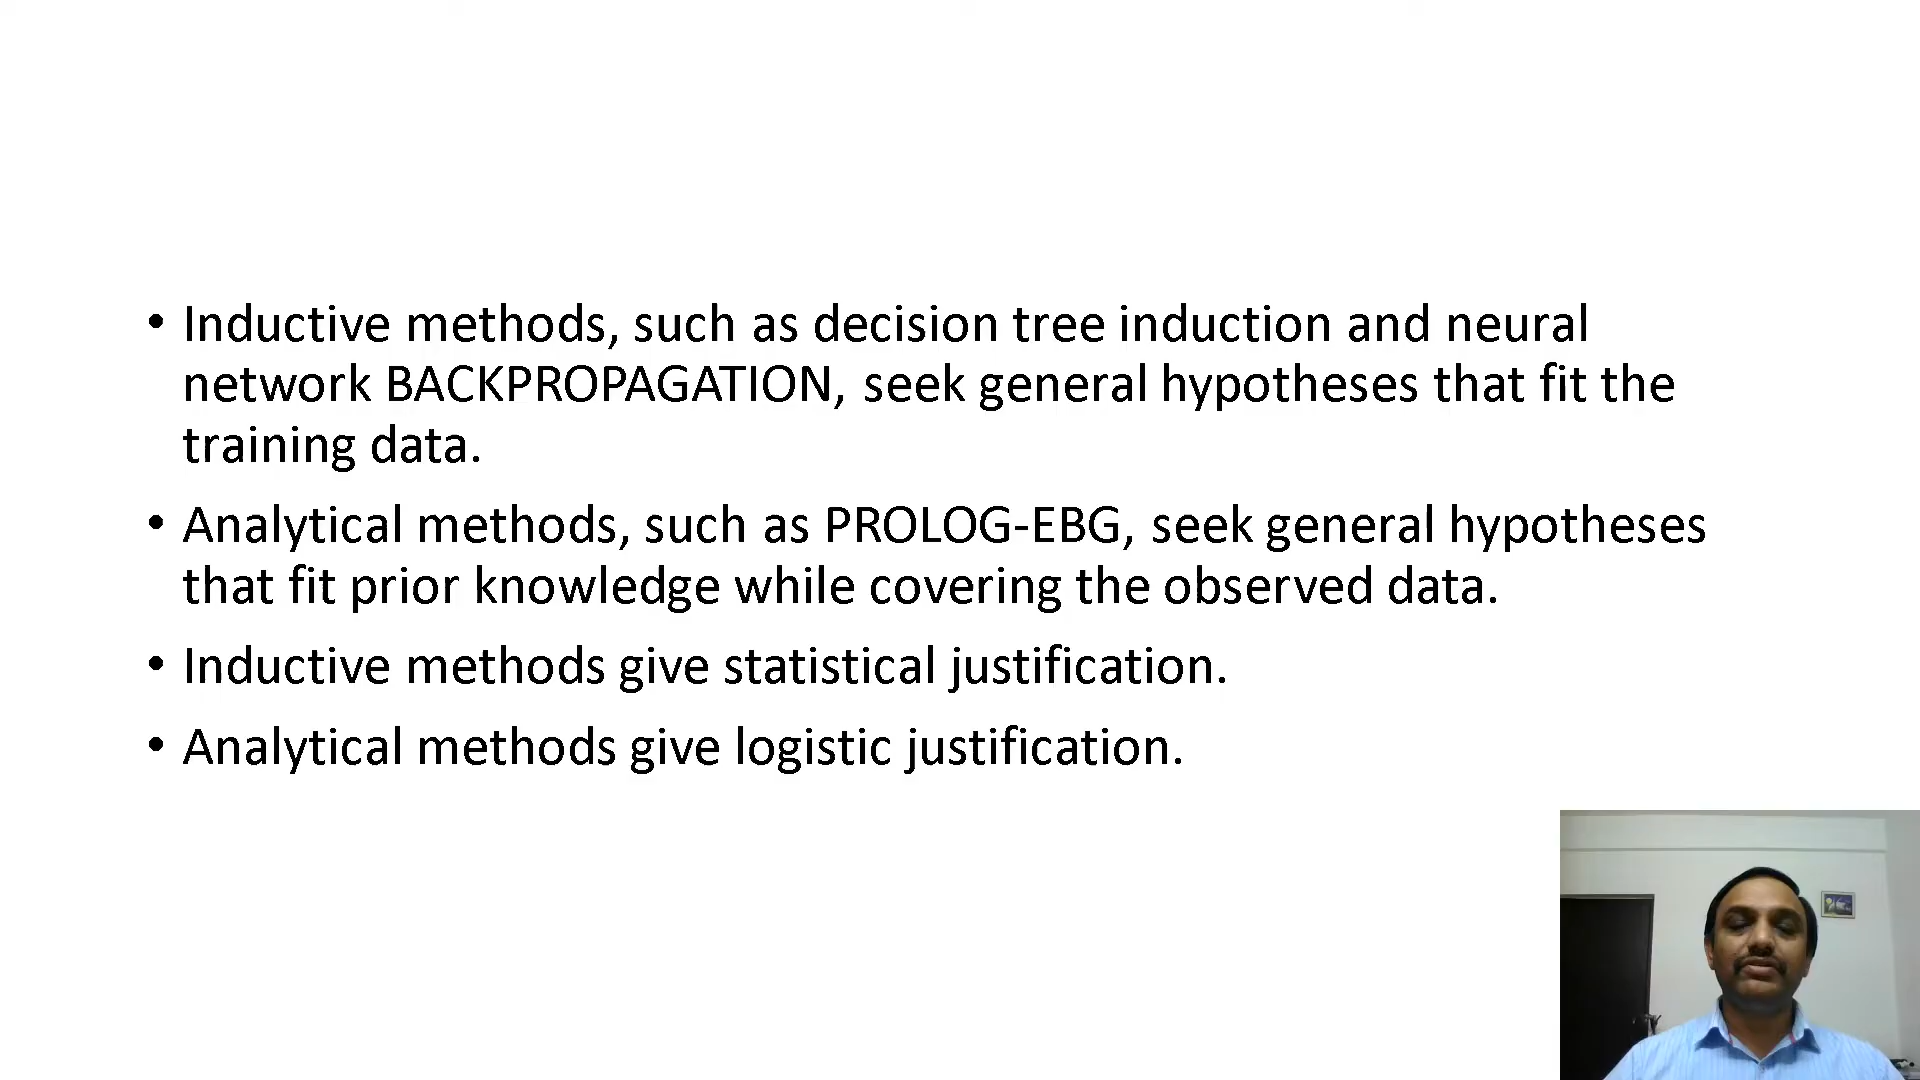 • Inductive methods, such as decision tree induction and neural
network BACKPROPAGATION, seek general hypotheses that fit the
training data.
• Analytical methods, such as PROLOG-EBG, seek general hypotheses
that fit prior knowledge while covering the observed data.
• Inductive methods give statistical justification.
• Analytical methods give logistic justification.